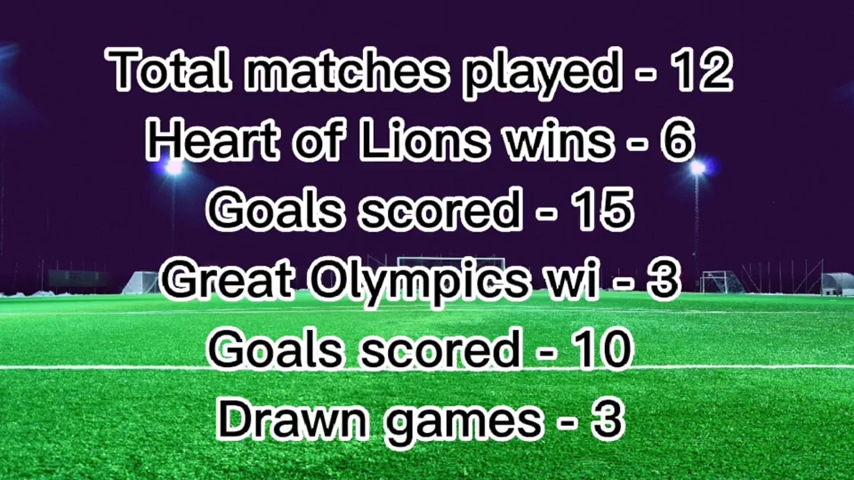 Total matches played - 12
Heart of Lions wins - 6
Goals scored - 15
Great Olympics wi - 3
Goals scored - 10
Drawn games - 3